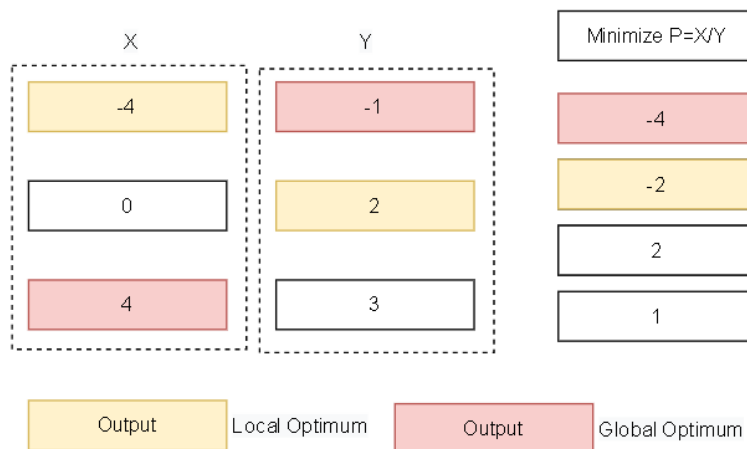 X
Y
Minimize P=X/Y
-4
-1
-4
-2
0
2
2
4
3
1
Output
Local Optimum
Output
Global Optimum